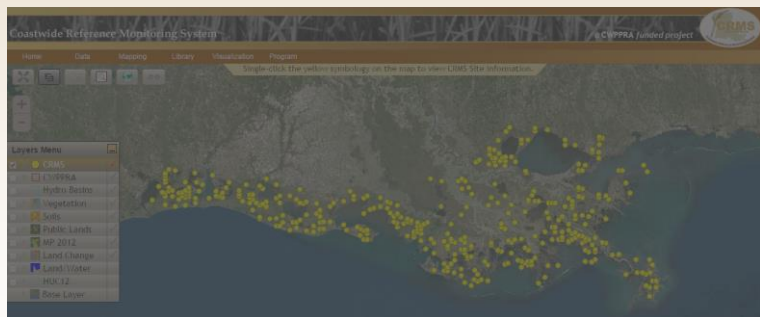 Coastwide Reference Monitoring System
a CWPPRA funded project
CRMS
Home Data Mapping Library Visualization Program
Single-click the yellow symbology on the map to View CRMS Site Information.
+
-
Layers Menu
CRMS
CWPPRA
Hydro Basins
Vegetation
Soils
Public Lands
MP 2012
Land Change
Land/Water
HUC12
Base Layer